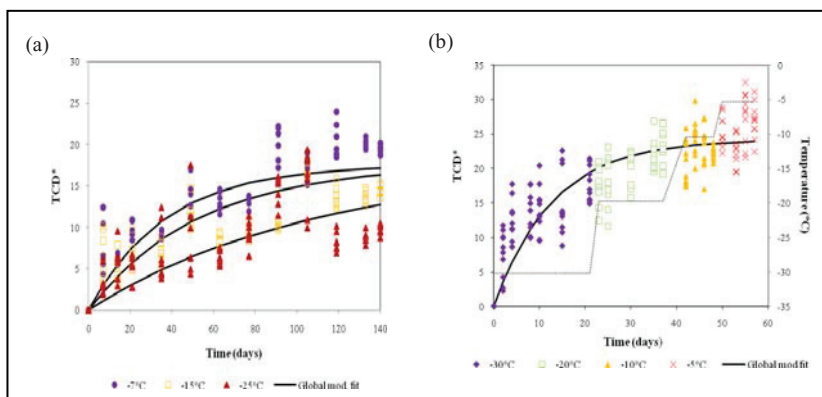 (a)
TCD*
30
25
20
15
10
5
0
0 20 40 60 80 100 120 140
Time (days)
-7°C -15°C -25°C Global mod. fit
(b)
TCD*
35
30
25
20
15
10
5
0
0 10 20 30 40 50 60
Time (days)
0
-5
-10
-15
-20
-25
-30
-35
Temperature (°C)
-30°C -20°C -10°C -5°C Global mod. fit